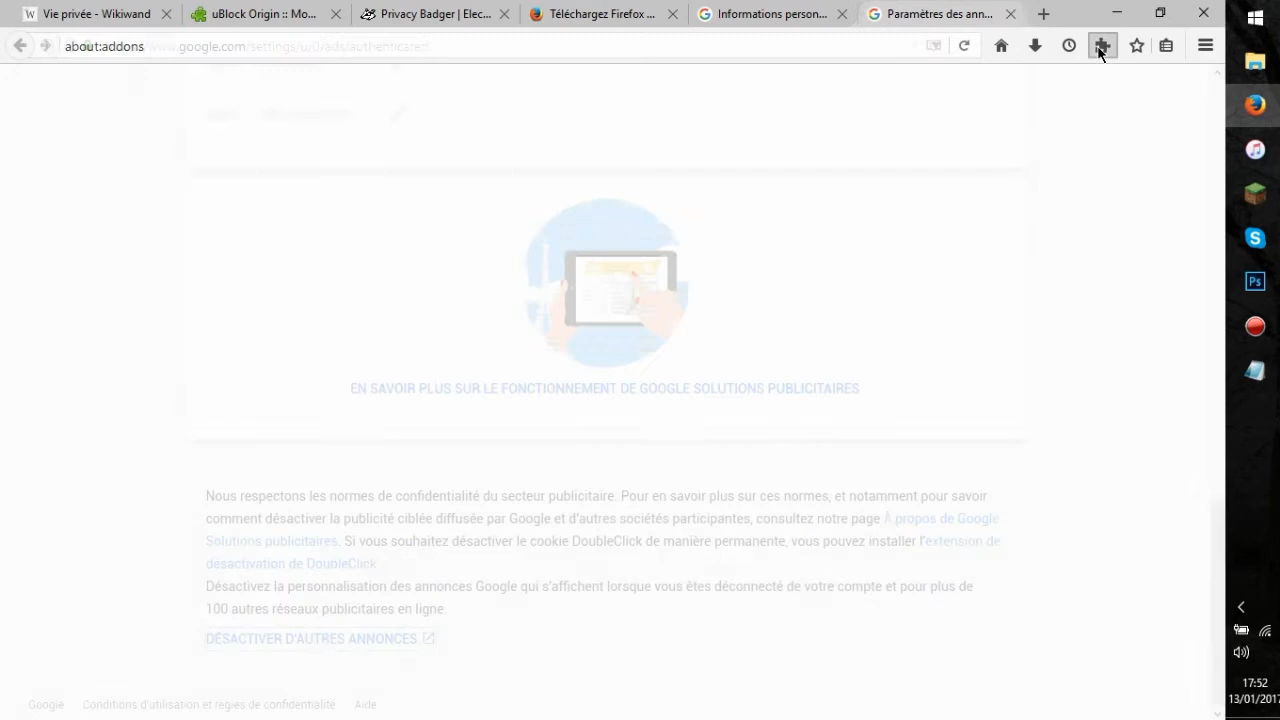 Vie privée - Wikiwand
uBlock Origin :: Mo...
Privacy Badger | Elec...
Téléchargez Firefox ...
Informations person...
Paramètres des ann...
about:addons
www.google.com/settings/u/0/ads/authenticated
EN SAVOIR PLUS SUR LE FONCTIONNEMENT DE GOOGLE SOLUTIONS PUBLICITAIRES
Nous respectons les normes de confidentialité du secteur publicitaire. Pour en savoir plus sur ces normes, et notamment pour savoir
comment désactiver la publicité ciblée diffusée par Google et d'autres sociétés participantes, consultez notre page À propos de Google
Solutions publicitaires. Si vous souhaitez désactiver le cookie DoubleClick de manière permanente, vous pouvez installer l'extension de
désactivation de DoubleClick.
Désactivez la personnalisation des annonces Google qui s'affichent lorsque vous êtes déconnecté de votre compte et pour plus de
100 autres réseaux publicitaires en ligne.
DÉSACTIVER D'AUTRES ANNONCES
Google Conditions d'utilisation et règles de confidentialité Aide
Ps
17:52
13/01/2017